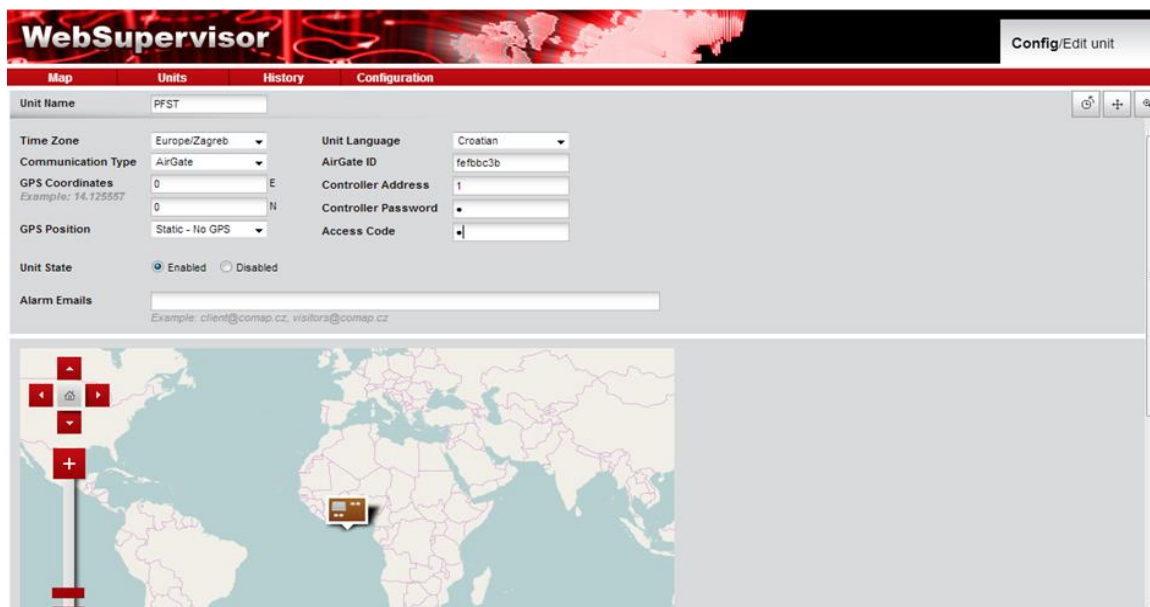 WebSupervisor
Config/Edit unit
Map Units History Configuration
Unit Name PFST
Time Zone Europe/Zagreb Unit Language Croatian
Communication Type AirGate AirGate ID fefbbc3b
GPS Coordinates 0 E Controller Address 1
Example: 14.125557
0 N Controller Password •
GPS Position Static - No GPS Access Code •
Unit State Enabled Disabled
Alarm Emails
Example: client@comap.cz, visitors@comap.cz